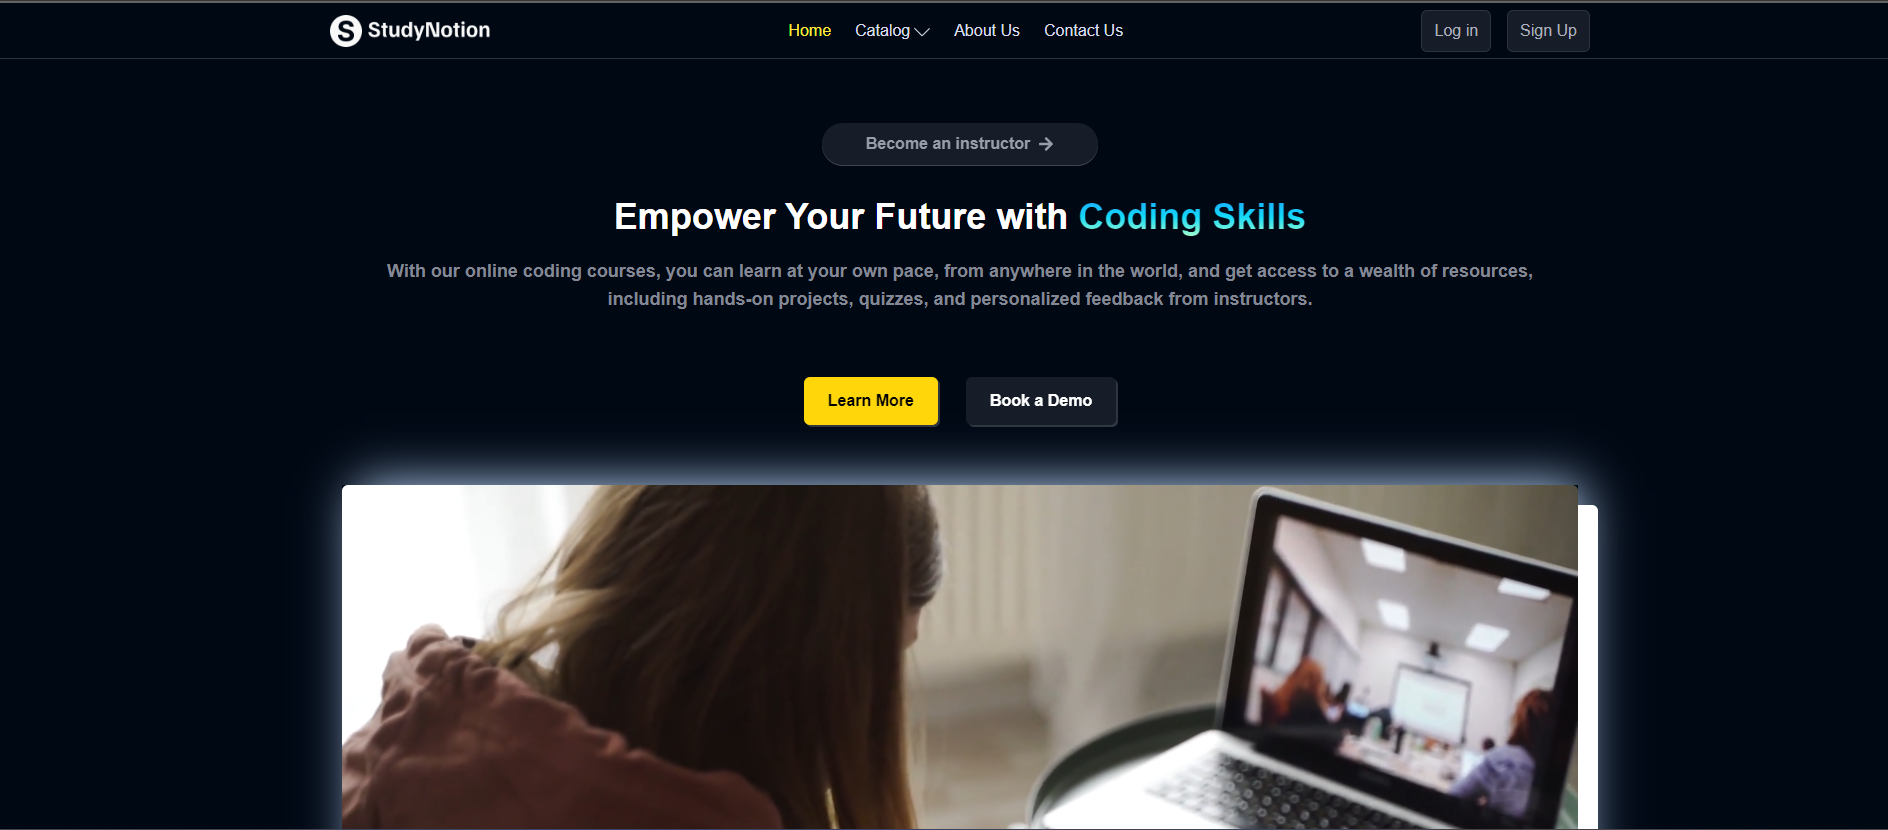 StudyNotion
Home Catalog About Us Contact Us
Log in Sign Up
Become an instructor →
Empower Your Future with Coding Skills
With our online coding courses, you can learn at your own pace, from anywhere in the world, and get access to a wealth of resources,
including hands-on projects, quizzes, and personalized feedback from instructors.
Learn More Book a Demo